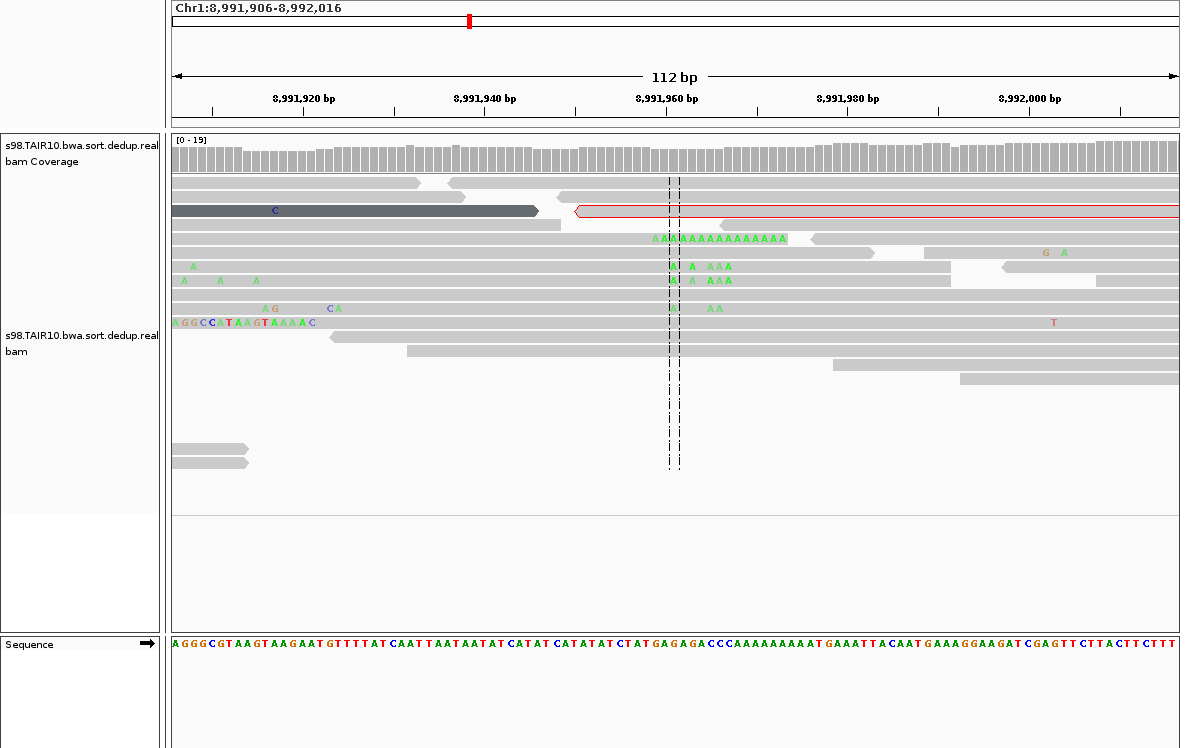 Chr1:8,991,906-8,992,016
112 bp
8,991,920 bp 8,991,940 bp 8,991,960 bp 8,991,980 bp 8,992,000 bp
s98.TAIR10.bwa.sort.dedup.real
bam Coverage
[0 - 19]
C
AAAAAAAAAAAAAAA
G A
A A A AAA
A A A A A AAA
AG CA A AA
AGGCCATAAGTAAAAC T
s98.TAIR10.bwa.sort.dedup.real
bam
Sequence
AGGGCGTAAGTAAGAATGTTTTATCAATTAATAATATCATATCATATATCTATGAGAGACCCAAAAAAAAATGAAATTACAATGAAAGGAAGATCGAGTTCTTACTTCTTT